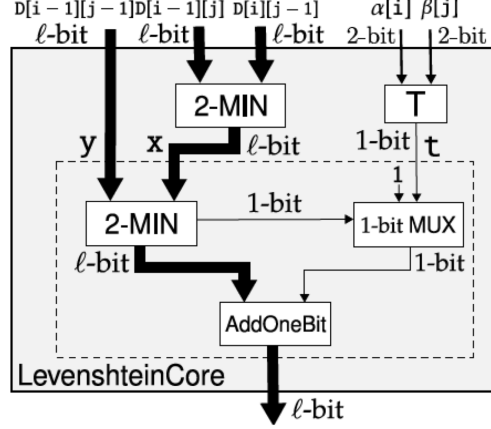 D[i − 1][j − 1] D[i − 1][j] D[i][j − 1] α[i] β[j]
ℓ-bit ℓ-bit ℓ-bit 2-bit 2-bit
2-MIN T
y x ℓ-bit 1-bit t
1
2-MIN 1-bit 1-bit MUX
ℓ-bit 1-bit
AddOneBit
LevenshteinCore
ℓ-bit